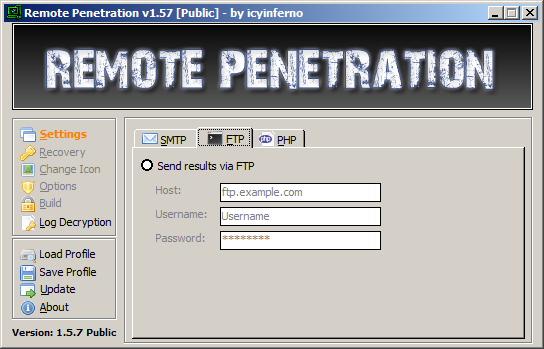 Remote Penetration v1.57 [Public] - by icyinferno
REMOTE PENETRATION
Settings
Recovery
Change Icon
Options
Build
Log Decryption
Load Profile
Save Profile
Update
About
Version: 1.5.7 Public
SMTP
FTP
php PHP
Send results via FTP
Host: ftp.example.com
Username: Username
Password: ********